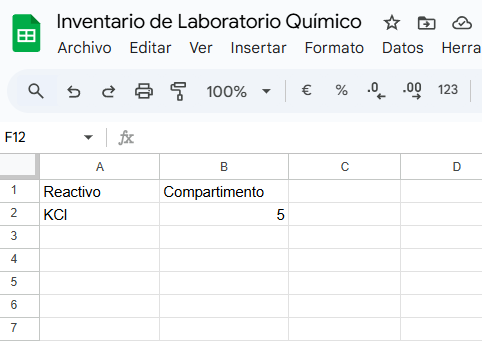 Inventario de Laboratorio Químico
Archivo Editar Ver Insertar Formato Datos Herra
100% € % .0 .00 123
F12 fx
A B C D
1 Reactivo Compartimento
2 KCl 5
3
4
5
6
7